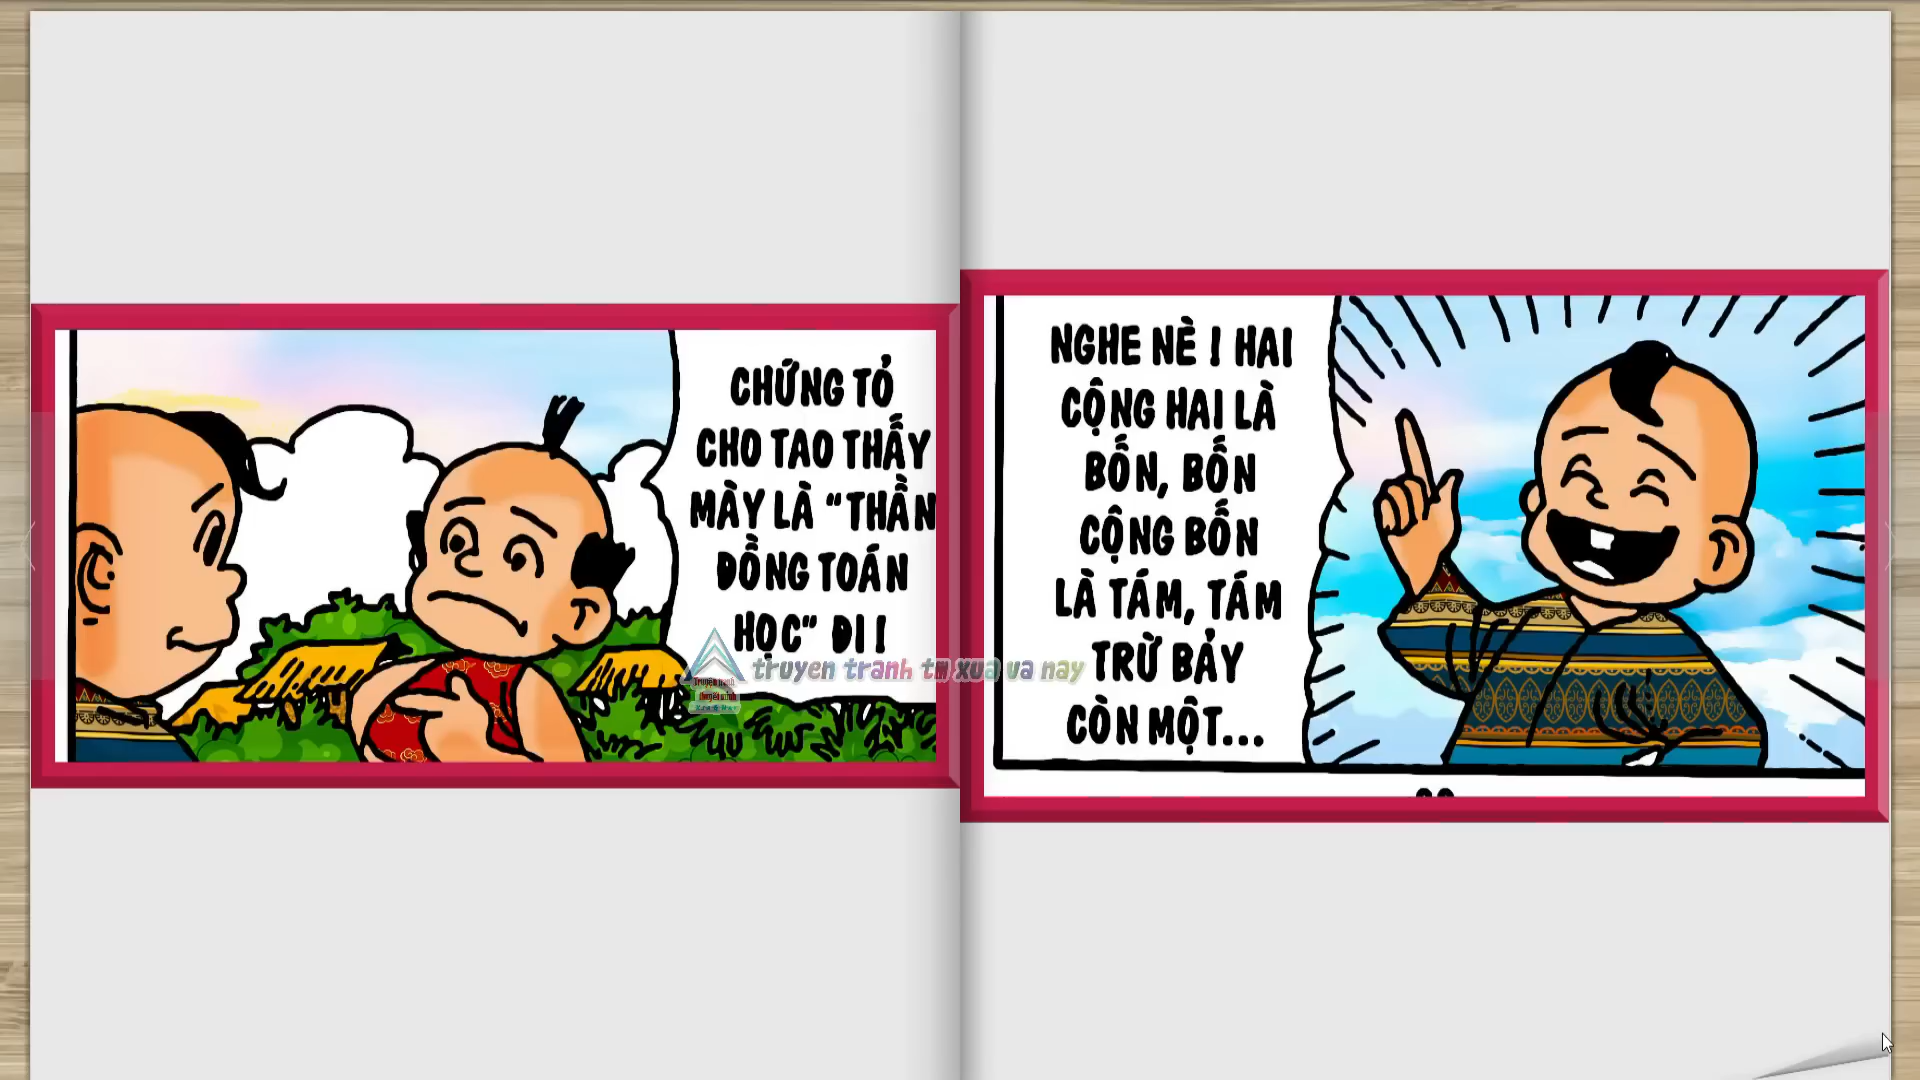 CHỨNG TỎ
CHO TAO THẤY
MÀY LÀ “THẦN
ĐỒNG TOÁN
HỌC” ĐI !
NGHE NÈ ! HAI
CỘNG HAI LÀ
BỐN, BỐN
CỘNG BỐN
LÀ TÁM, TÁM
TRỪ BẢY
CÒN MỘT...
truyen tranh tw xua va nay